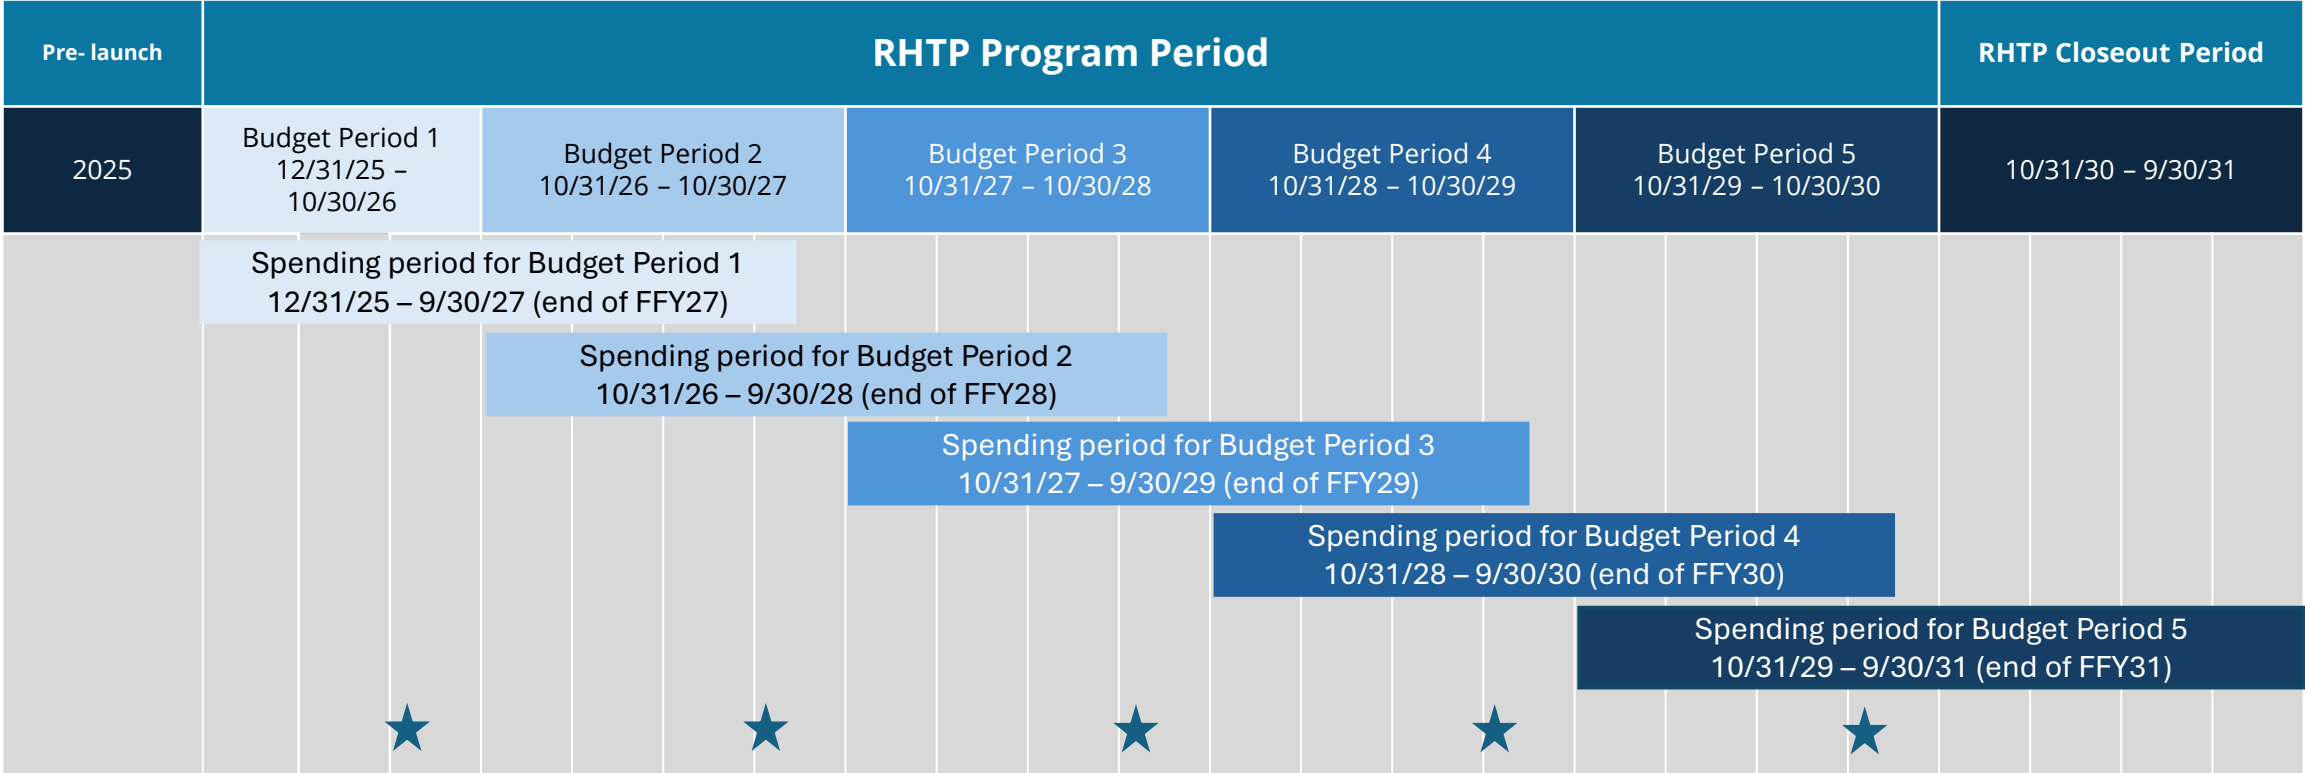 Pre- launch
RHTP Program Period
RHTP Closeout Period
2025
Budget Period 1
12/31/25 –
10/30/26
Budget Period 2
10/31/26 – 10/30/27
Budget Period 3
10/31/27 – 10/30/28
Budget Period 4
10/31/28 – 10/30/29
Budget Period 5
10/31/29 – 10/30/30
10/31/30 – 9/30/31
Spending period for Budget Period 1
12/31/25 – 9/30/27 (end of FFY27)
Spending period for Budget Period 2
10/31/26 – 9/30/28 (end of FFY28)
Spending period for Budget Period 3
10/31/27 – 9/30/29 (end of FFY29)
Spending period for Budget Period 4
10/31/28 – 9/30/30 (end of FFY30)
Spending period for Budget Period 5
10/31/29 – 9/30/31 (end of FFY31)